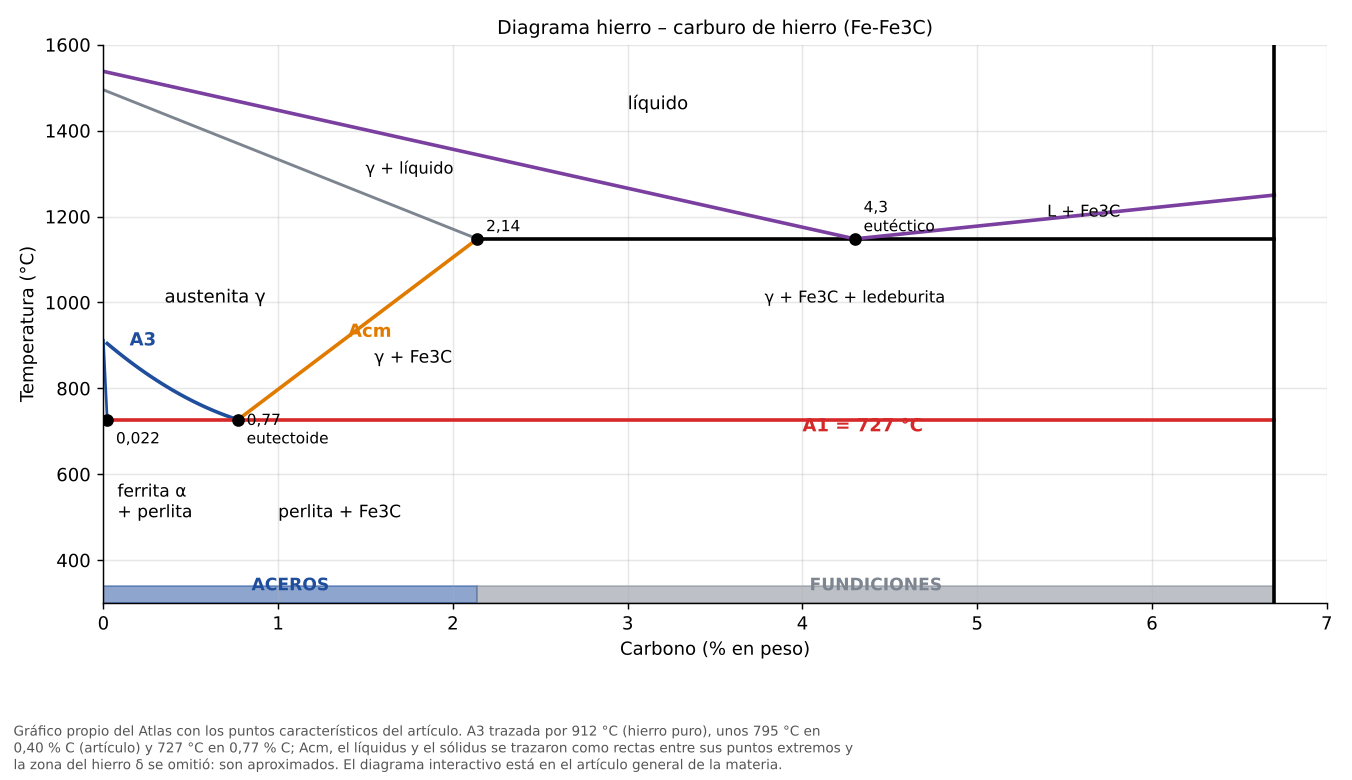 Diagrama hierro – carburo de hierro (Fe-Fe3C)
1600
1400
1200
1000
800
600
400
Temperatura (°C)
líquido
γ + líquido
4,3
eutéctico
L + Fe3C
2,14
austenita γ
γ + Fe3C + ledeburita
A3
Acm
γ + Fe3C
0,77
eutectoide
A1 = 727 °C
0,022
ferrita α
+ perlita
perlita + Fe3C
ACEROS
FUNDICIONES
0 1 2 3 4 5 6 7
Carbono (% en peso)
Gráfico propio del Atlas con los puntos característicos del artículo. A3 trazada por 912 °C (hierro puro), unos 795 °C en
0,40 % C (artículo) y 727 °C en 0,77 % C; Acm, el líquidus y el sólidus se trazaron como rectas entre sus puntos extremos y
la zona del hierro δ se omitió: son aproximados. El diagrama interactivo está en el artículo general de la materia.